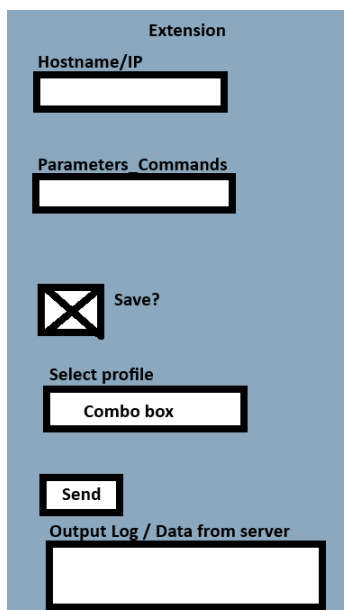 Extension
Hostname/IP
Parameters_Commands
Save?
Select profile
Combo box
Send
Output Log / Data from server